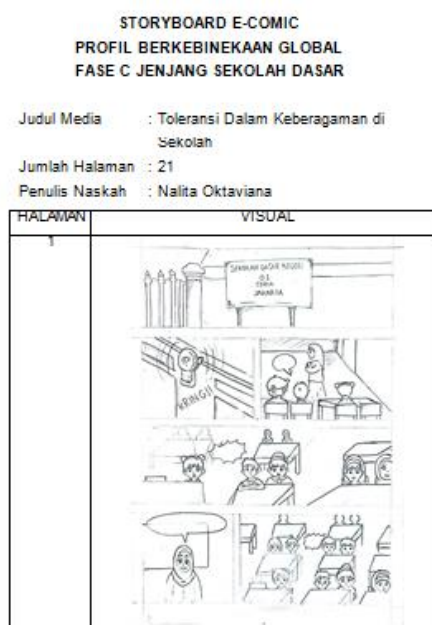 STORYBOARD E-COMIC
PROFIL BERKEBINEKAAN GLOBAL
FASE C JENJANG SEKOLAH DASAR
Judul Media : Toleransi Dalam Keberagaman di
Sekolah
Jumlah Halaman : 21
Penulis Naskah : Nalita Oktaviana
HALAMAN VISUAL
1
SEKOLAH DASAR NEGERI
01
JAKARTA
KRING!!